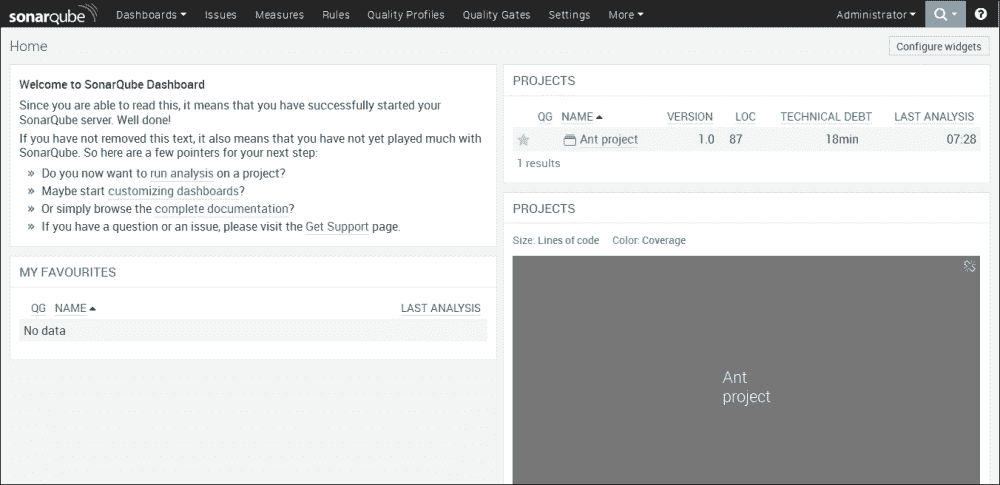 sonarqube
Dashboards Issues Measures Rules Quality Profiles Quality Gates Settings More Administrator ?
Home
Configure widgets
Welcome to SonarQube Dashboard
Since you are able to read this, it means that you have successfully started your
SonarQube server. Well done!
If you have not removed this text, it also means that you have not yet played much with
SonarQube. So here are a few pointers for your next step:
» Do you now want to run analysis on a project?
» Maybe start customizing dashboards?
» Or simply browse the complete documentation?
» If you have a question or an issue, please visit the Get Support page.
MY FAVOURITES
QG NAME LAST ANALYSIS
No data
PROJECTS
QG NAME VERSION LOC TECHNICAL DEBT LAST ANALYSIS
Ant project 1.0 87 18min 07:28
1 results
PROJECTS
Size: Lines of code Color: Coverage
Ant
project